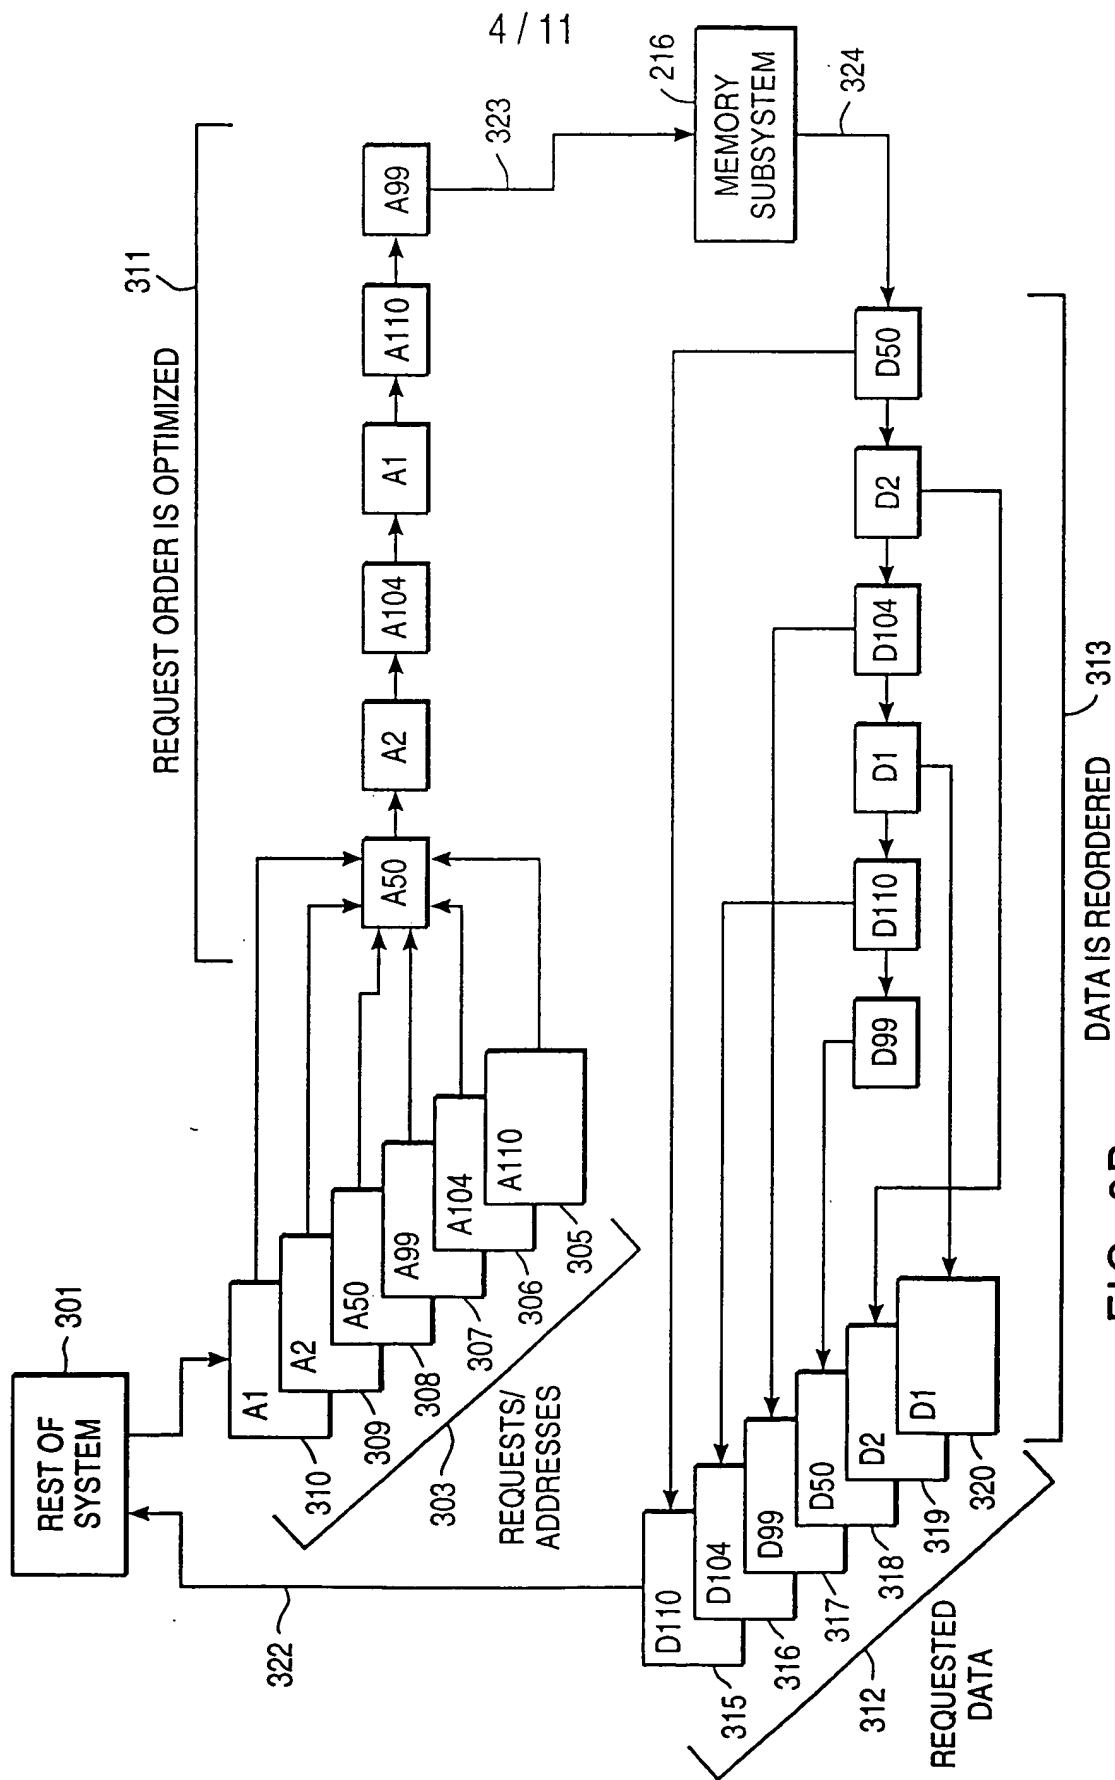 4 / 11
REST OF
SYSTEM
301
322
A1
A2
A50
A99
A104
A110
310
309
308
307
306
305
303
REQUESTS/
ADDRESSES
REQUEST ORDER IS OPTIMIZED
311
A50
A2
A104
A1
A110
A99
323
216
MEMORY
SUBSYSTEM
324
D50
D2
D104
D1
D110
D99
D110
D104
D99
D50
D2
D1
315
316
317
318
319
320
312
REQUESTED
DATA
313
DATA IS REORDERED